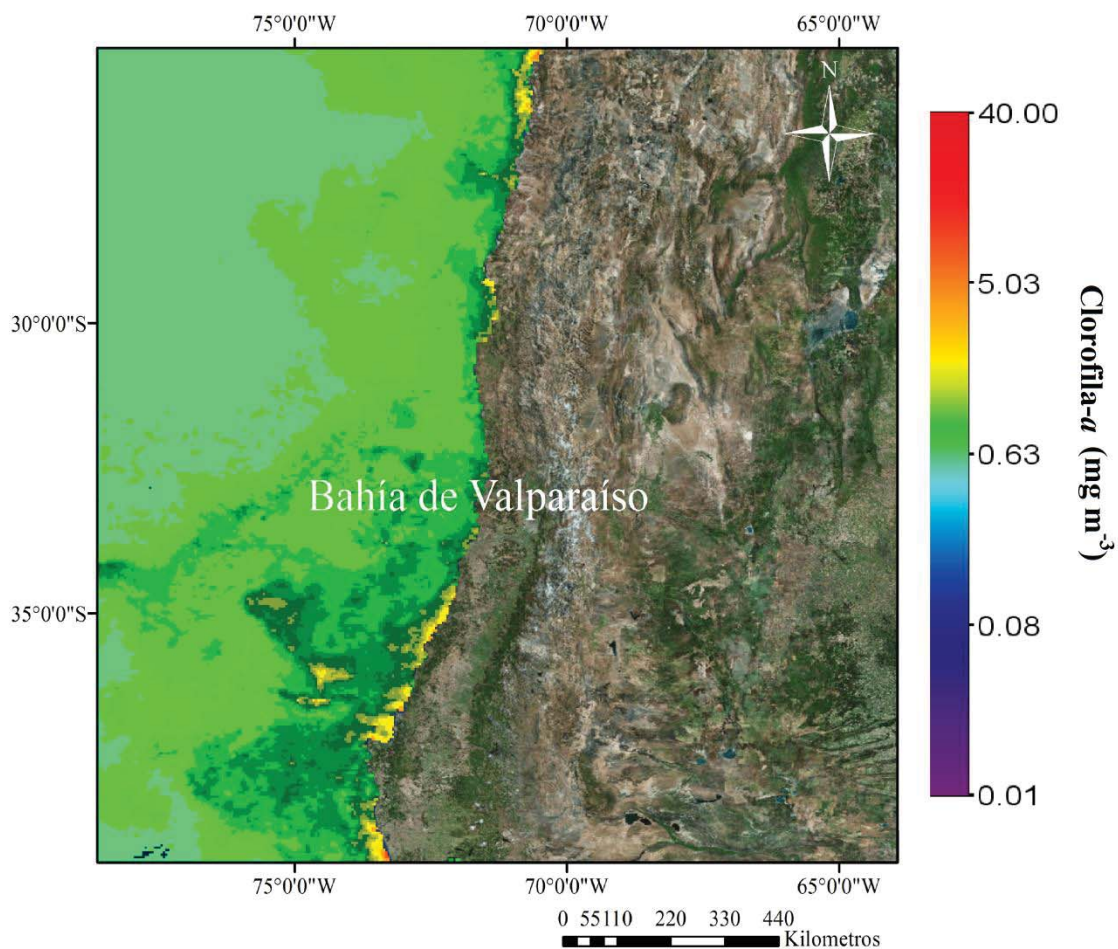 75°0'0"W 70°0'0"W 65°0'0"W
N
40.00
5.03
30°0'0"S
0.63
Clorofila-a (mg m-3)
Bahía de Valparaíso
35°0'0"S
0.08
0.01
75°0'0"W 70°0'0"W 65°0'0"W
0 55110 220 330 440
Kilometros